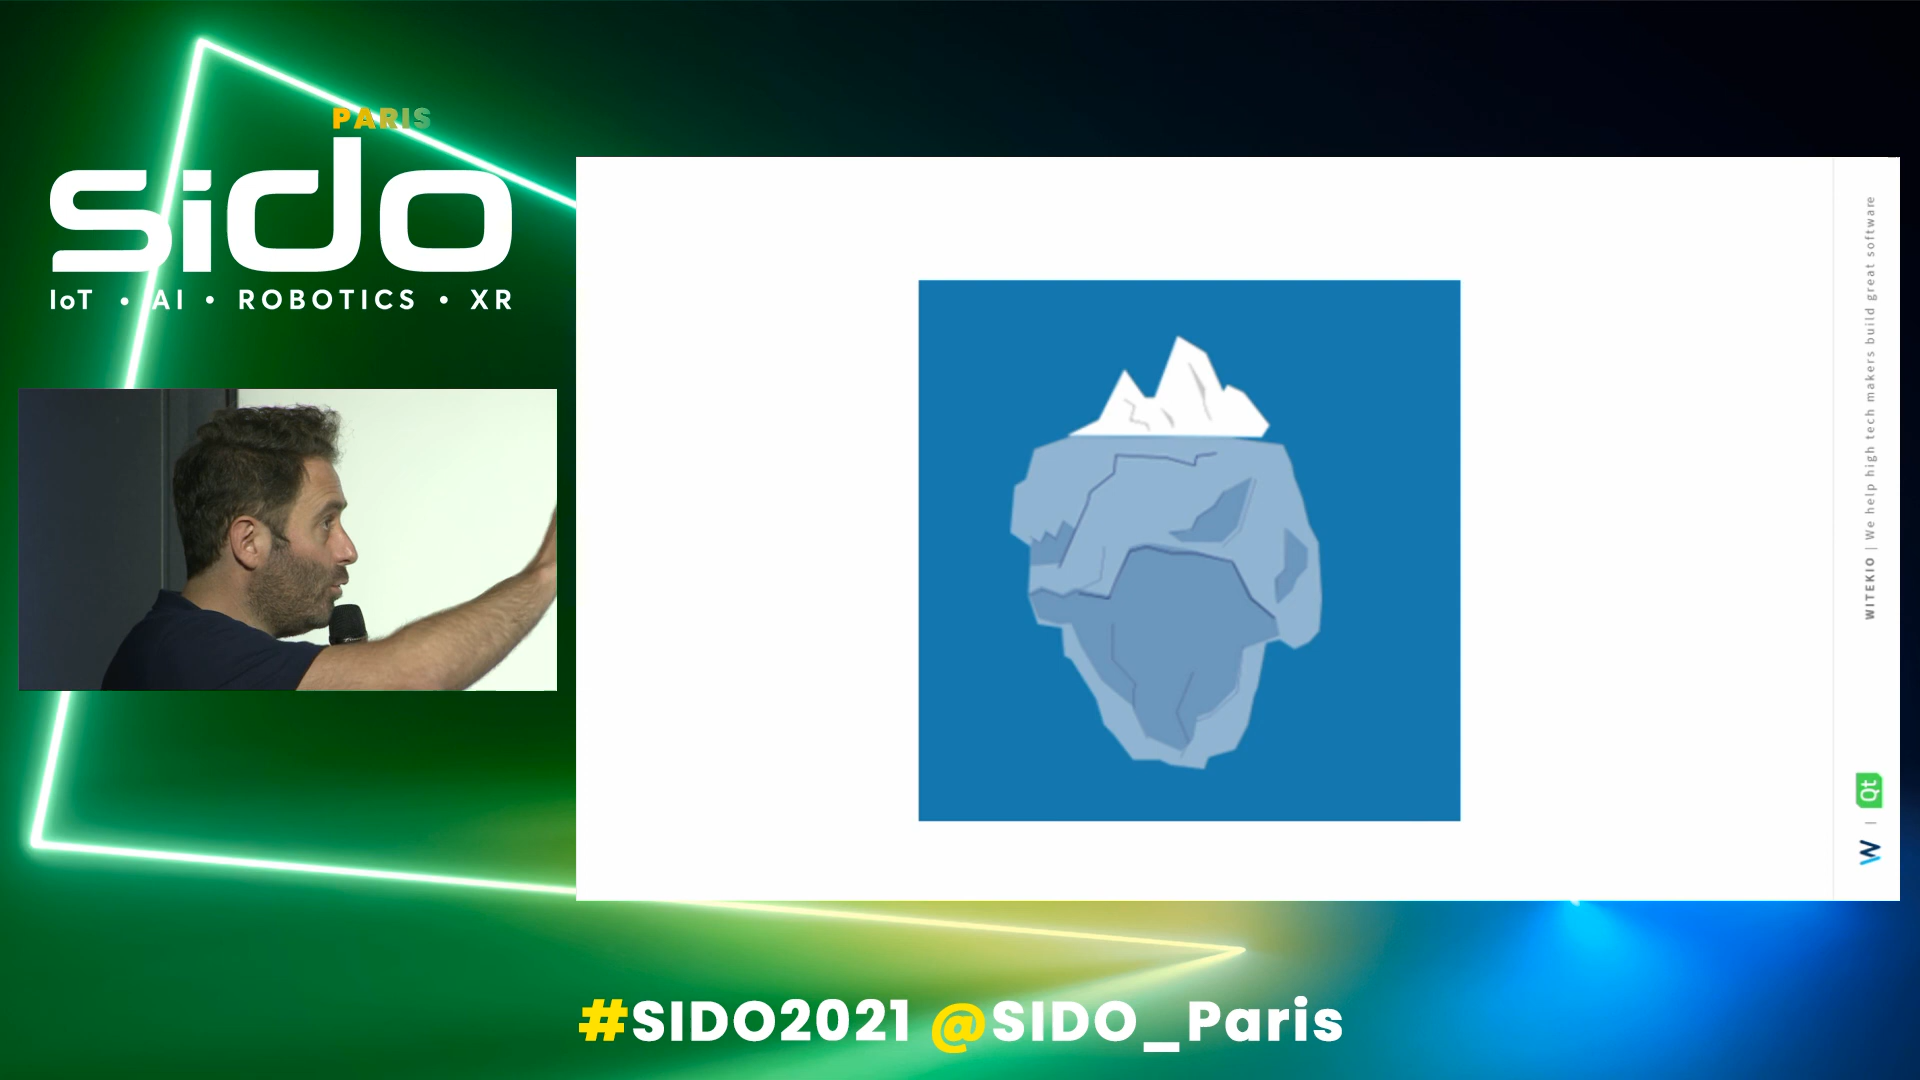 PARIS
sido
IoT • AI • ROBOTICS • XR
WITEKIO | We help high tech makers build great software
W | Qt
#SIDO2021 @SIDO_Paris